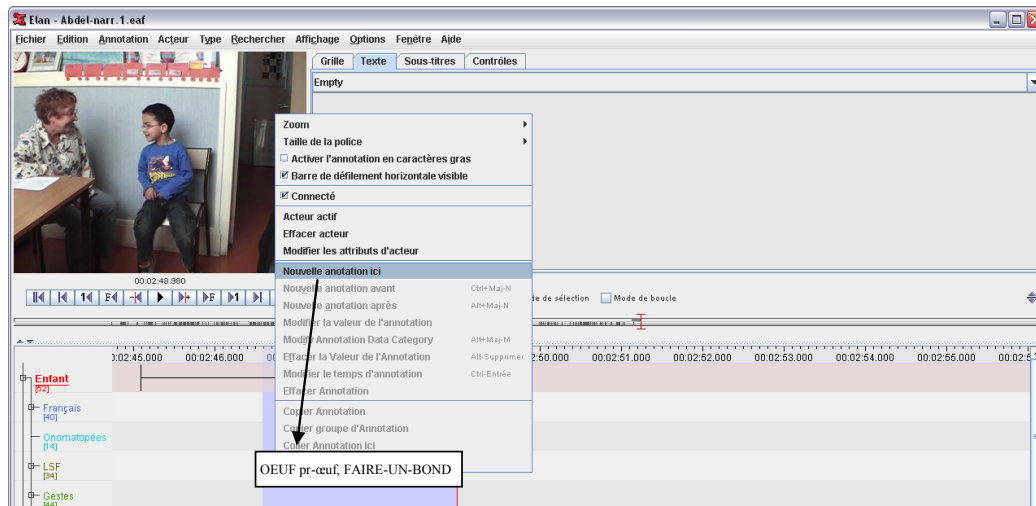 Elan - Abdel-narr.1.eaf
Fichier Edition Annotation Acteur Type Rechercher Affichage Options Fenêtre Aide
Grille Texte Sous-titres Contrôles
Empty
Zoom
Taille de la police
Activer l'annotation en caractères gras
Barre de défilement horizontale visible
Connecté
Acteur actif
Effacer acteur
Modifier les attributs d'acteur
Nouvelle anotation ici
Nouvelle anotation avant Ctrl+Maj-N
Nouvelle anotation après Alt+Maj-N
Modifier la valeur de l'annotation
Modify Annotation Data Category Alt+Maj-M
Effacer la Valeur de l'Annotation Alt-Supprimer
Modifier le temps d'annotation Ctrl-Entrée
Effacer Annotation
Copier Annotation
Copier groupe d'Annotation
Coller Annotation Ici
OEUF pr-œuf, FAIRE-UN-BOND
00:02:48.980
de de sélection Mode de boucle
):02:45.000 00:02:46.000 2:50.000 00:02:51.000 00:02:52.000 00:02:53.000 00:02:54.000 00:02:55.000 00:02:5
Enfant
[52]
Français
[40]
Onomatopées
[14]
LSF
[34]
Gestes
[44]